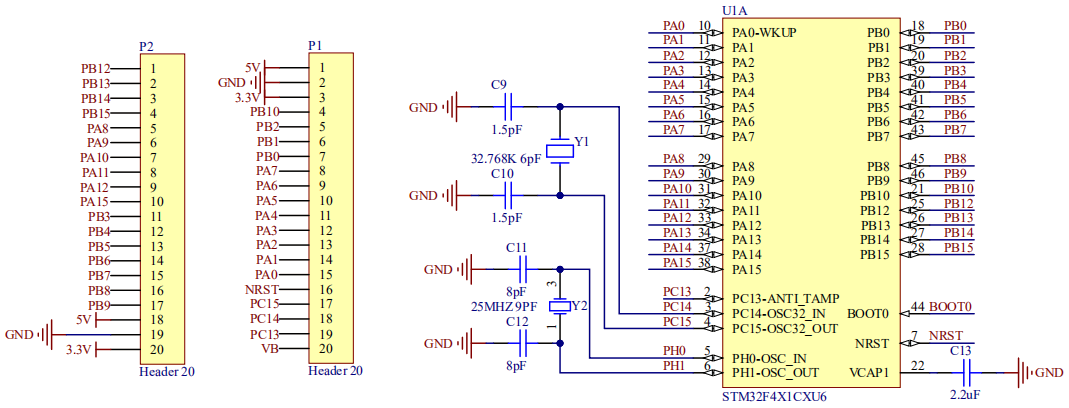 P2
PB12 1
PB13 2
PB14 3
PB15 4
PA8 5
PA9 6
PA10 7
PA11 8
PA12 9
PA15 10
PB3 11
PB4 12
PB5 13
PB6 14
PB7 15
PB8 16
PB9 17
5V 18
GND 19
3.3V 20
Header 20
P1
5V 1
GND 2
3.3V 3
PB10 4
PB2 5
PB1 6
PB0 7
PA7 8
PA6 9
PA5 10
PA4 11
PA3 12
PA2 13
PA1 14
PA0 15
NRST 16
PC15 17
PC14 18
PC13 19
VB 20
Header 20
C9
GND
1.5pF
Y1
32.768K 6pF
C10
GND
1.5pF
C11
GND
8pF
3
25MHZ 9PF Y2
1
C12
GND
8pF
U1A
PA0 10 PA0-WKUP PB0 18 PB0
PA1 11 PA1 PB1 19 PB1
PA2 12 PA2 PB2 20 PB2
PA3 13 PA3 PB3 39 PB3
PA4 14 PA4 PB4 40 PB4
PA5 15 PA5 PB5 41 PB5
PA6 16 PA6 PB6 42 PB6
PA7 17 PA7 PB7 43 PB7
PA8 29 PA8 PB8 45 PB8
PA9 30 PA9 PB9 46 PB9
PA10 31 PA10 PB10 21 PB10
PA11 32 PA11 PB12 25 PB12
PA12 33 PA12 PB13 26 PB13
PA13 34 PA13 PB14 27 PB14
PA14 37 PA14 PB15 28 PB15
PA15 38 PA15
PC13 2 PC13-ANTI_TAMP
PC14 3 PC14-OSC32_IN BOOT0 44 BOOT0
PC15 4 PC15-OSC32_OUT
NRST 7 NRST
PH0 5 PH0-OSC_IN
PH1 6 PH1-OSC_OUT VCAP1 22
C13
GND
2.2uF
STM32F4X1CXU6